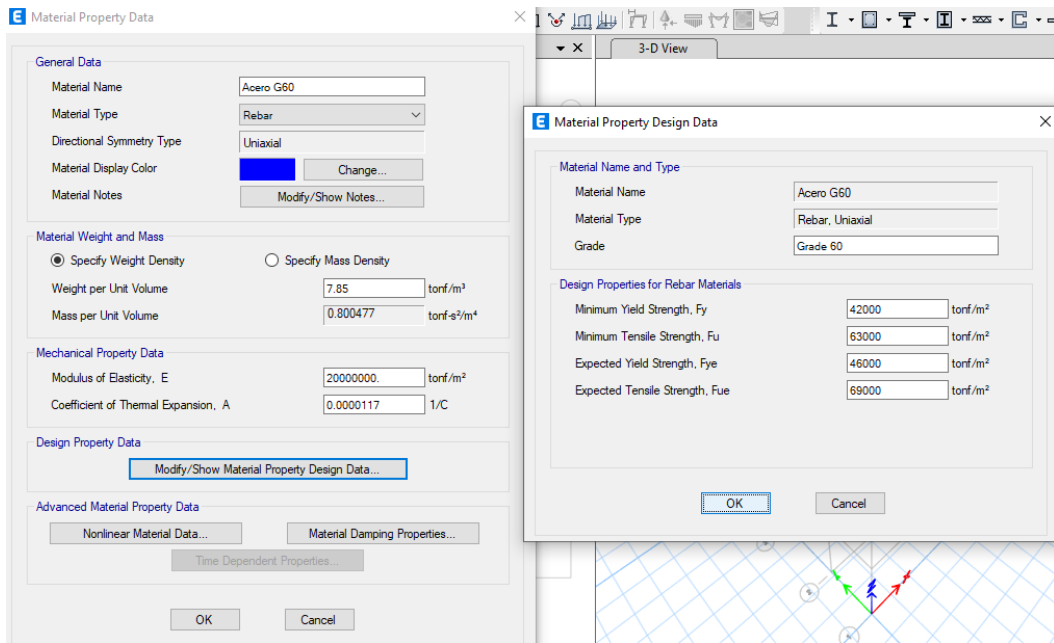 E Material Property Data
General Data
Material Name Acero G60
Material Type Rebar
Directional Symmetry Type Uniaxial
Material Display Color Change...
Material Notes Modify/Show Notes...
Material Weight and Mass
Specify Weight Density Specify Mass Density
Weight per Unit Volume 7.85 tonf/m³
Mass per Unit Volume 0.800477 tonf-s²/m⁴
Mechanical Property Data
Modulus of Elasticity, E 20000000. tonf/m²
Coefficient of Thermal Expansion, A 0.0000117 1/C
Design Property Data
Modify/Show Material Property Design Data...
Advanced Material Property Data
Nonlinear Material Data... Material Damping Properties...
Time Dependent Properties...
OK Cancel
3-D View
E Material Property Design Data
Material Name and Type
Material Name Acero G60
Material Type Rebar, Uniaxial
Grade Grade 60
Design Properties for Rebar Materials
Minimum Yield Strength, Fy 42000 tonf/m²
Minimum Tensile Strength, Fu 63000 tonf/m²
Expected Yield Strength, Fye 46000 tonf/m²
Expected Tensile Strength, Fue 69000 tonf/m²
OK Cancel